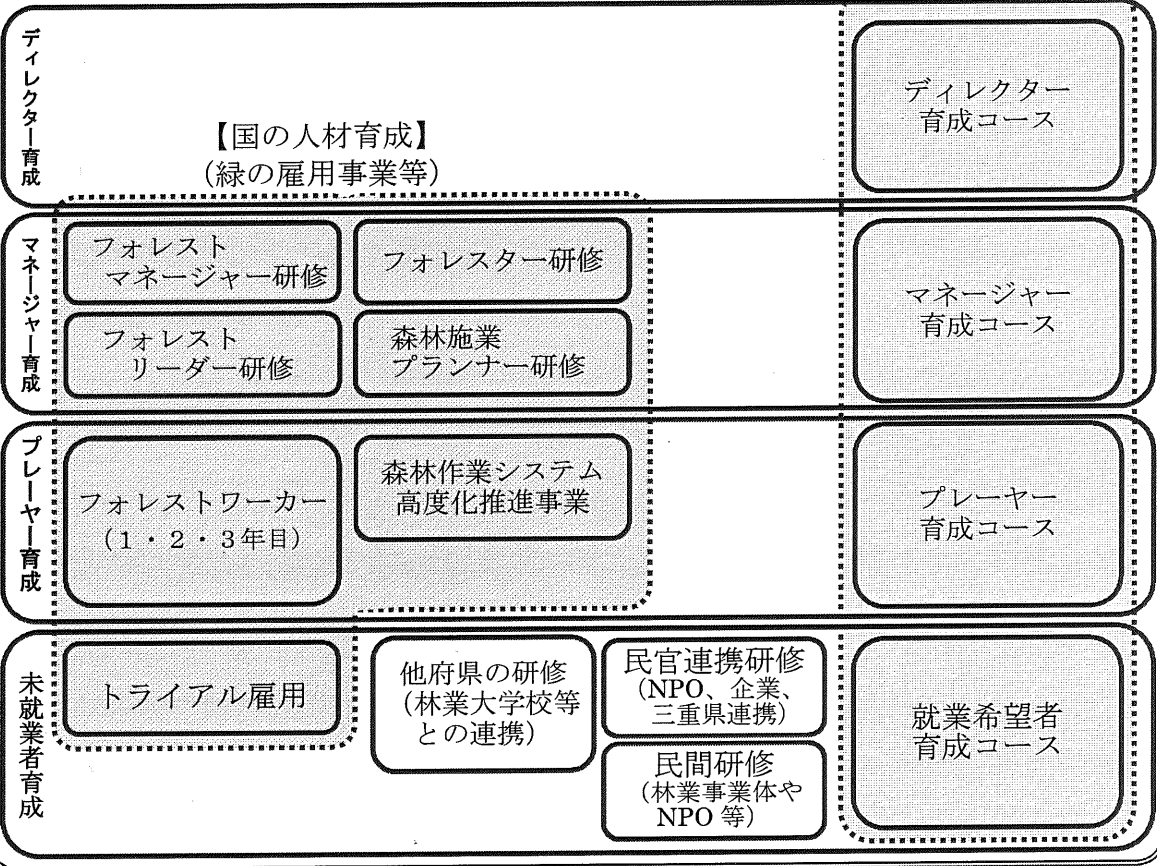 ディレクター育成
【国の人材育成】
(緑の雇用事業等)
ディレクター
育成コース
マネージャー育成
フォレスト
マネージャー研修
フォレスター研修
フォレスト
リーダー研修
森林施業
プランナー研修
マネージャー
育成コース
プレーヤー育成
フォレストワーカー
(1・2・3年目)
森林作業システム
高度化推進事業
プレーヤー
育成コース
未就業者育成
トライアル雇用
他府県の研修
(林業大学校等
との連携)
民官連携研修
(NPO、企業、
三重県連携)
民間研修
(林業事業体や
NPO 等)
就業希望者
育成コース